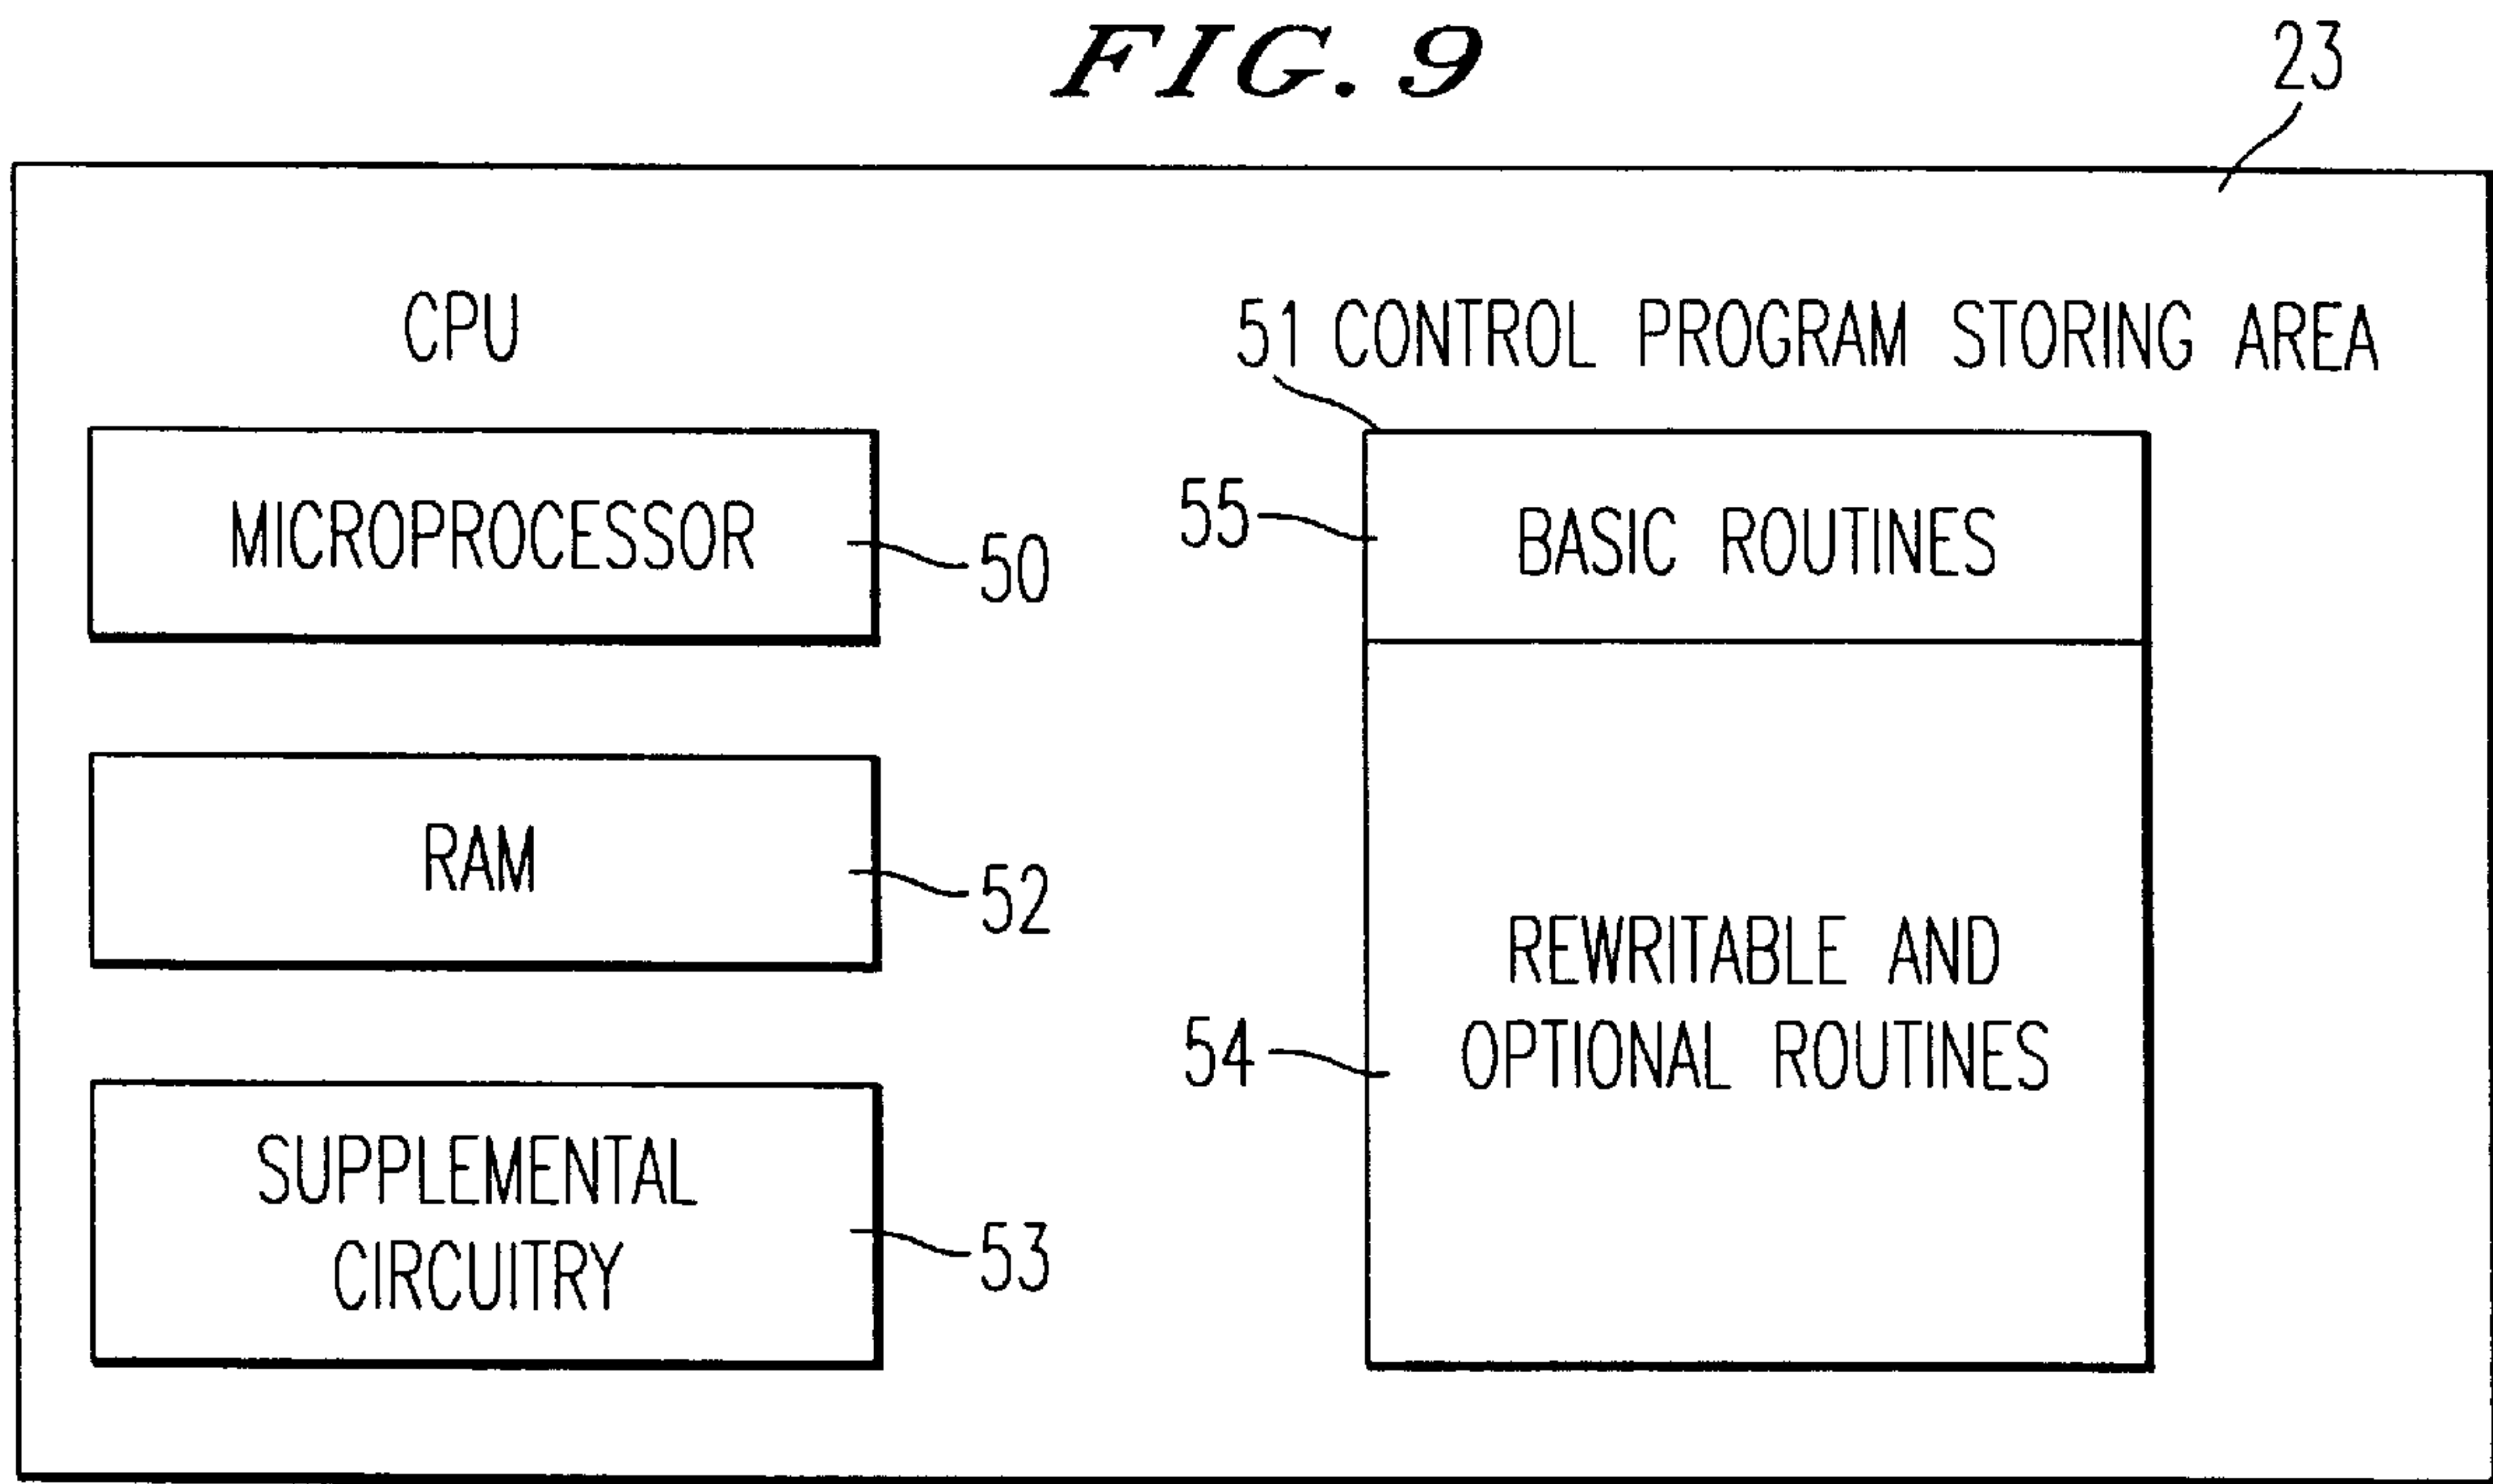 FIG. 9
23
CPU
51 CONTROL PROGRAM STORING AREA
MICROPROCESSOR
50
55
BASIC ROUTINES
RAM
52
REWRITABLE AND
OPTIONAL ROUTINES
54
SUPPLEMENTAL
CIRCUITRY
53